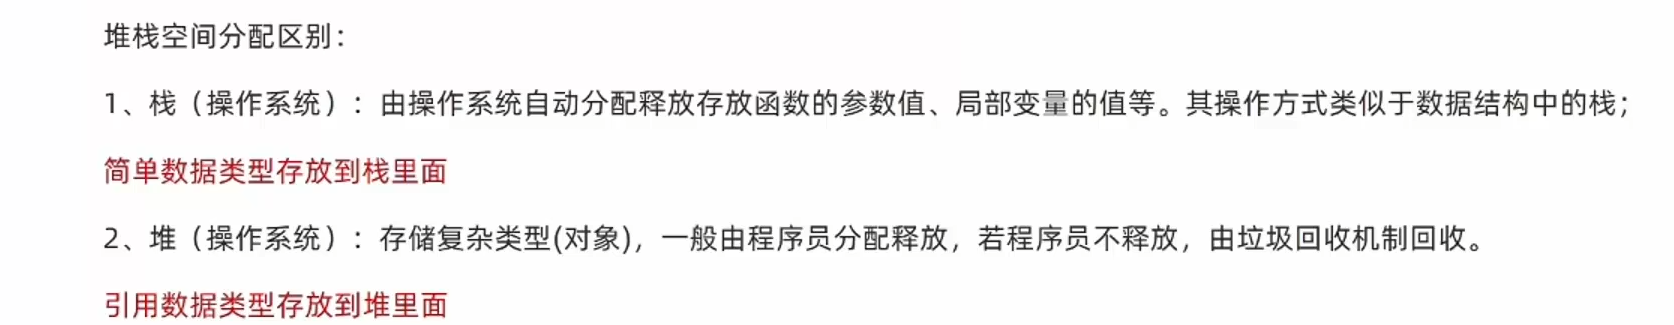 堆栈空间分配区别：
1、栈（操作系统）：由操作系统自动分配释放存放函数的参数值、局部变量的值等。其操作方式类似于数据结构中的栈；
简单数据类型存放到栈里面
2、堆（操作系统）：存储复杂类型(对象)，一般由程序员分配释放，若程序员不释放，由垃圾回收机制回收。
引用数据类型存放到堆里面